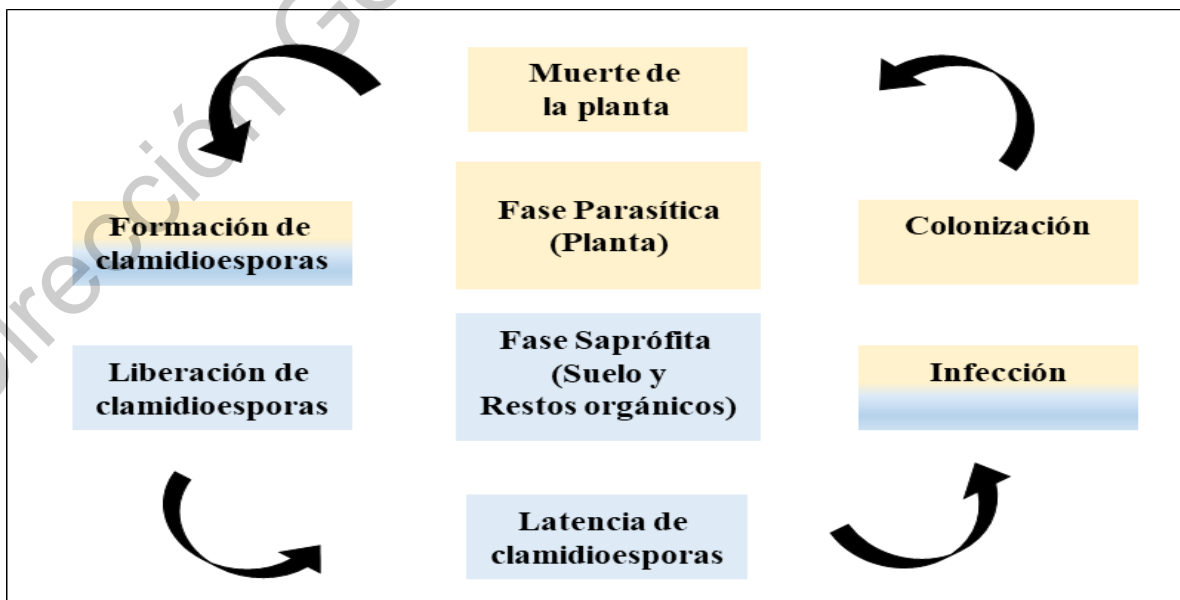 Muerte de
la planta
Formación de
clamidioesporas
Fase Parasítica
(Planta)
Colonización
Liberación de
clamidioesporas
Fase Saprófita
(Suelo y
Restos orgánicos)
Infección
Latencia de
clamidioesporas
Dirección G